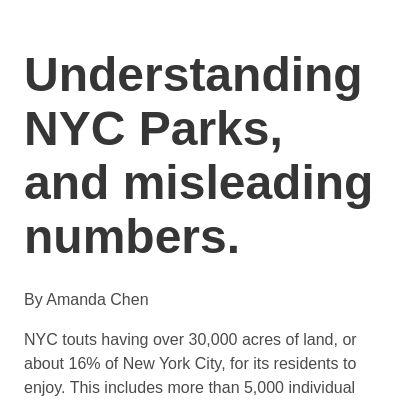 Understanding
NYC Parks,
and misleading
numbers.
By Amanda Chen
NYC touts having over 30,000 acres of land, or
about 16% of New York City, for its residents to
enjoy. This includes more than 5,000 individual